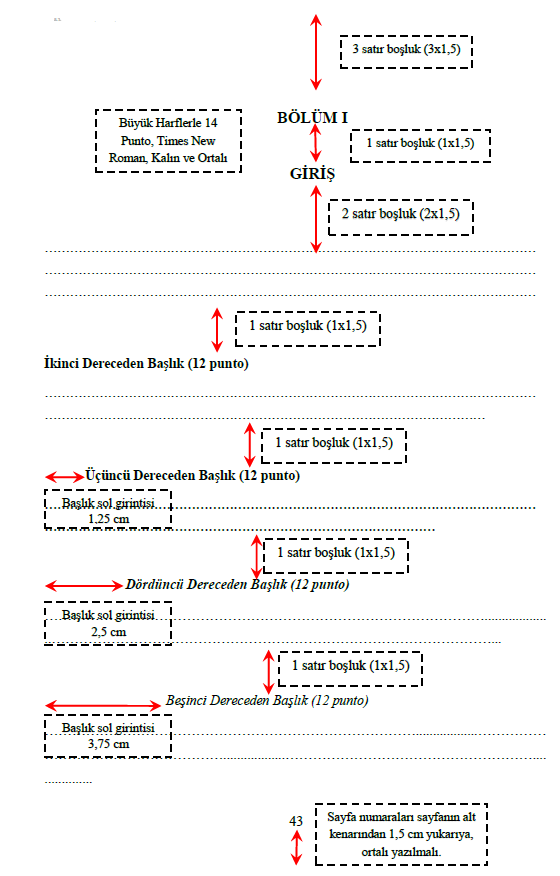 3 satır boşluk (3x1,5)
Büyük Harflerle 14
Punto, Times New
Roman, Kalın ve Ortalı
BÖLÜM I
1 satır boşluk (1x1,5)
GİRİŞ
2 satır boşluk (2x1,5)
1 satır boşluk (1x1,5)
İkinci Dereceden Başlık (12 punto)
1 satır boşluk (1x1,5)
Üçüncü Dereceden Başlık (12 punto)
Başlık sol girintisi
1,25 cm
1 satır boşluk (1x1,5)
Dördüncü Dereceden Başlık (12 punto)
Başlık sol girintisi
2,5 cm
1 satır boşluk (1x1,5)
Beşinci Dereceden Başlık (12 punto)
Başlık sol girintisi
3,75 cm
43
Sayfa numaraları sayfanın alt
kenarından 1,5 cm yukarıya,
ortalı yazılmalı.